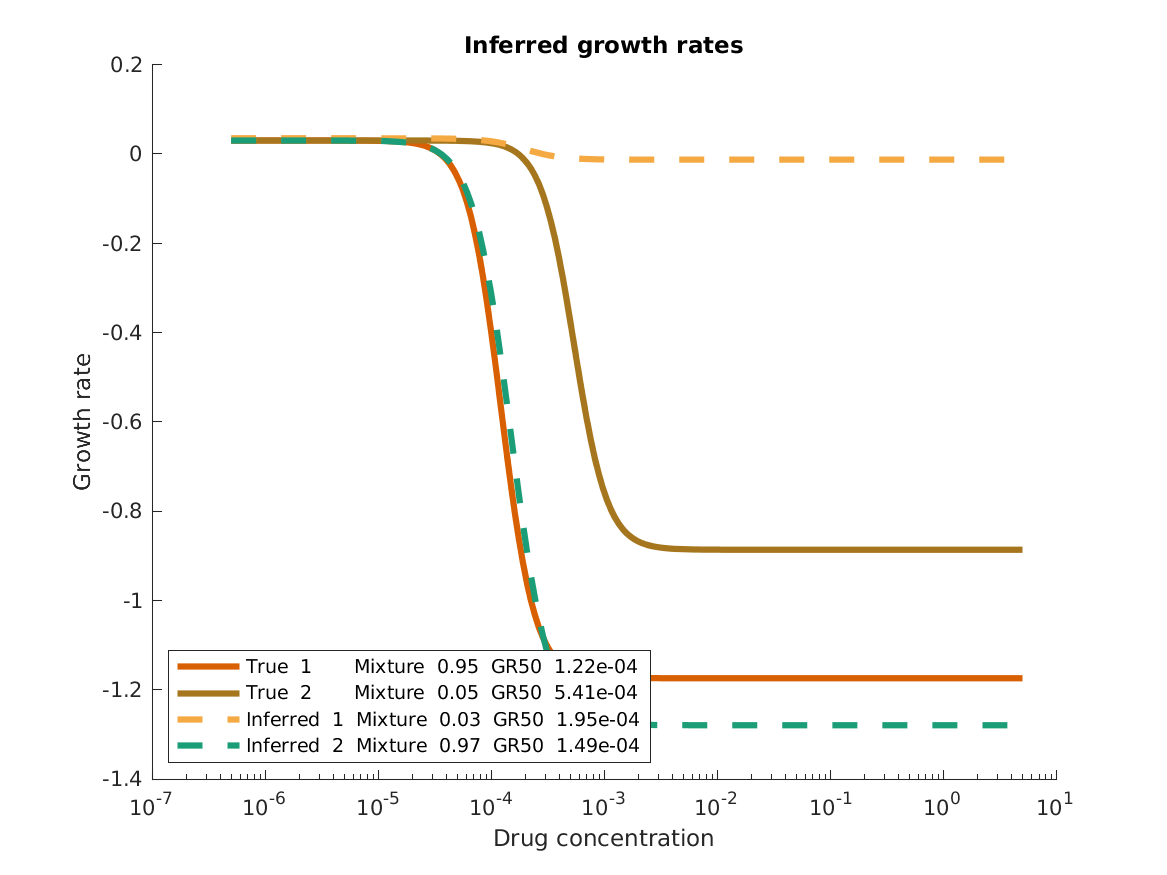 Inferred growth rates
0.2
0
-0.2
-0.4
-0.6
-0.8
-1
-1.2
-1.4
Growth rate
True 1 Mixture 0.95 GR50 1.22e-04
True 2 Mixture 0.05 GR50 5.41e-04
Inferred 1 Mixture 0.03 GR50 1.95e-04
Inferred 2 Mixture 0.97 GR50 1.49e-04
10^-7 10^-6 10^-5 10^-4 10^-3 10^-2 10^-1 10^0 10^1
Drug concentration